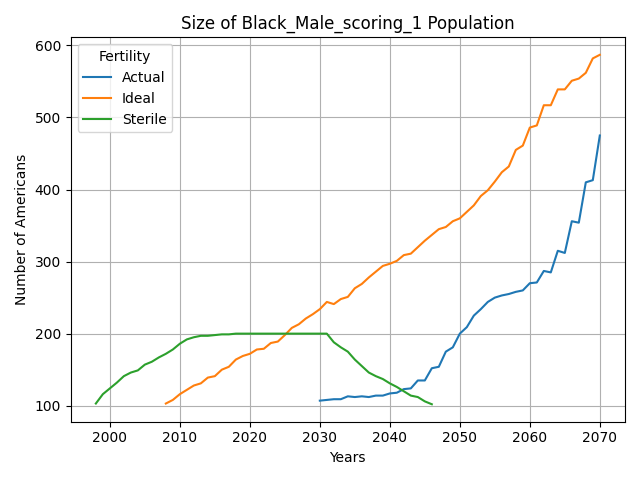 Size of Black_Male_scoring_1 Population
Fertility
Actual
Ideal
Sterile
Number of Americans
600
500
400
300
200
100
2000 2010 2020 2030 2040 2050 2060 2070
Years